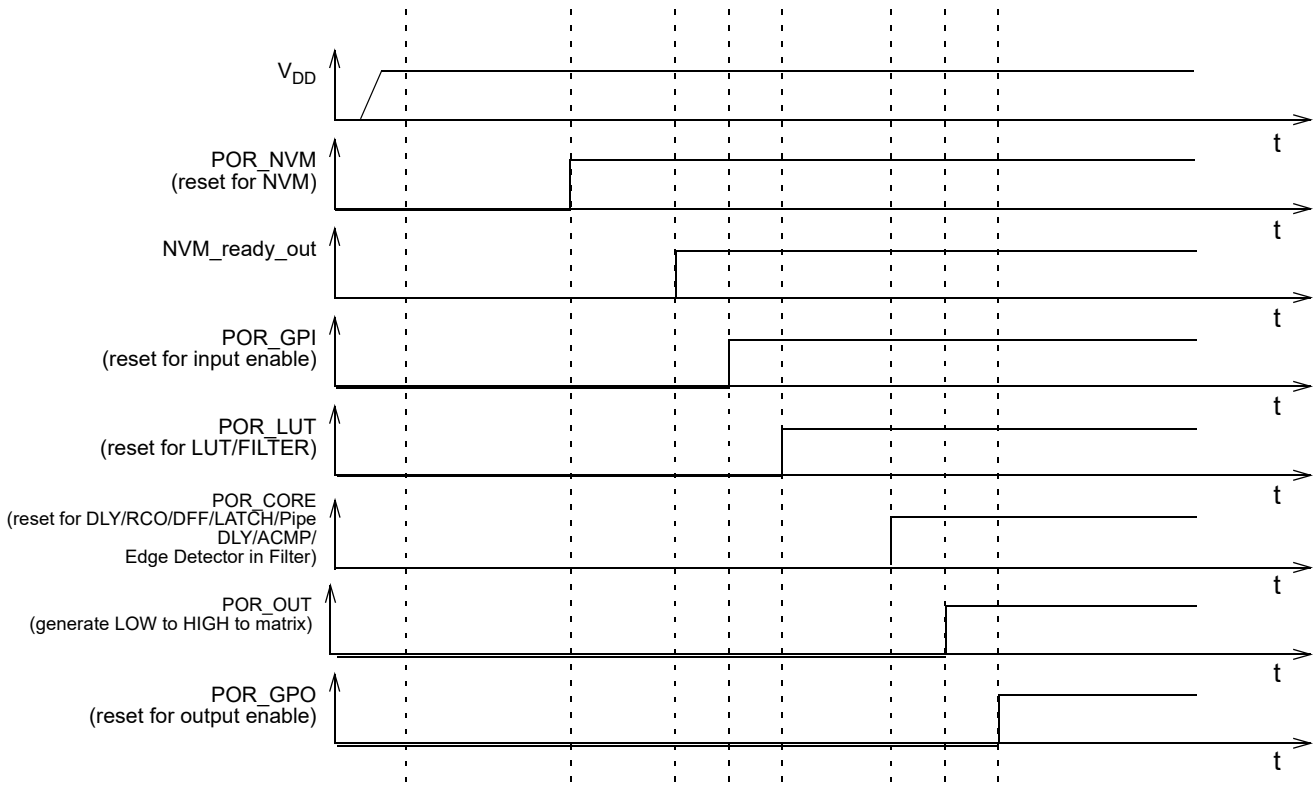 VDD
t
POR_NVM
(reset for NVM)
t
NVM_ready_out
t
POR_GPI
(reset for input enable)
t
POR_LUT
(reset for LUT/FILTER)
t
POR_CORE
(reset for DLY/RCO/DFF/LATCH/Pipe
DLY/ACMP/
Edge Detector in Filter)
t
POR_OUT
(generate LOW to HIGH to matrix)
t
POR_GPO
(reset for output enable)
t